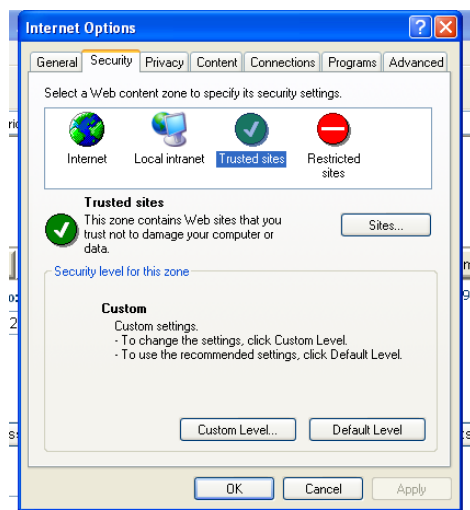 Internet Options
General Security Privacy Content Connections Programs Advanced
Select a Web content zone to specify its security settings.
Internet Local intranet Trusted sites Restricted
sites
Trusted sites
This zone contains Web sites that you
trust not to damage your computer or
data.
Sites...
Security level for this zone
Custom
Custom settings.
- To change the settings, click Custom Level.
- To use the recommended settings, click Default Level.
Custom Level... Default Level
OK Cancel Apply